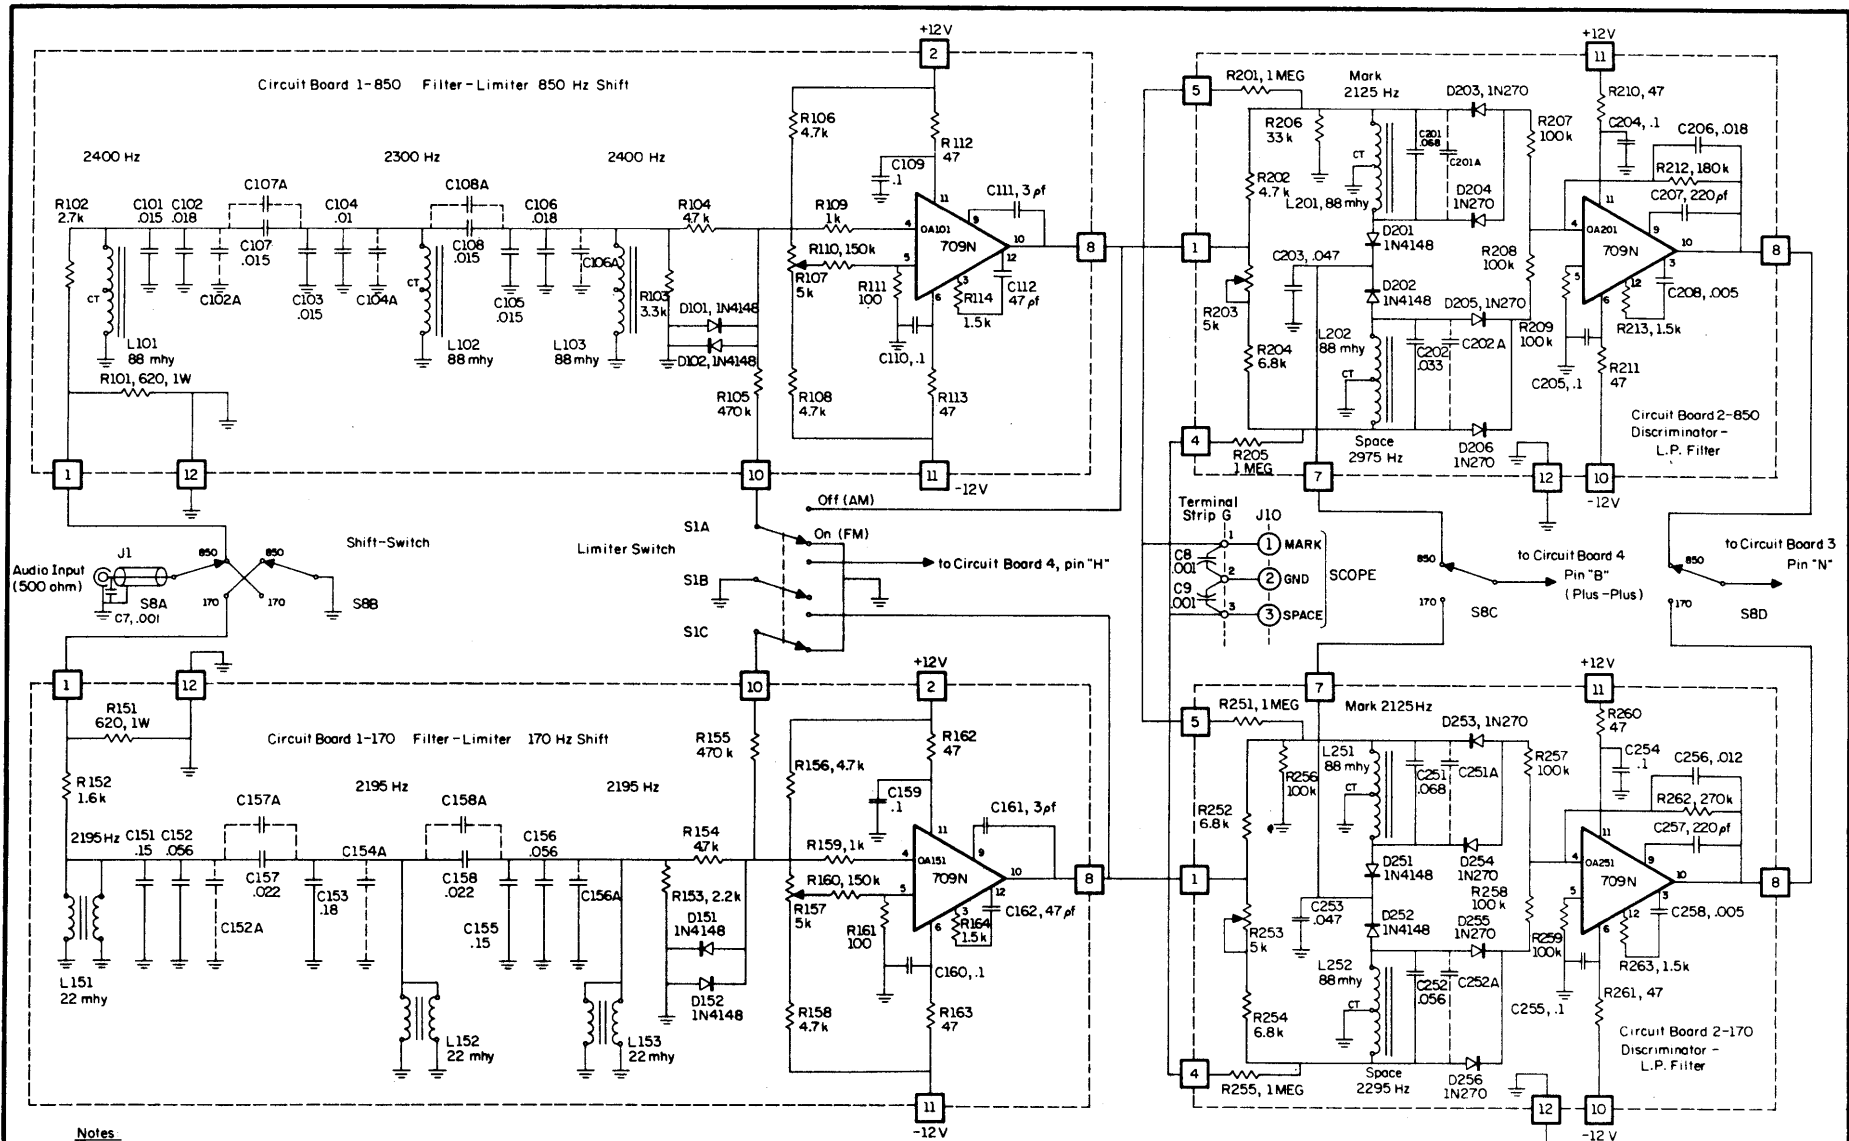 +12V
2
Circuit Board 1-850 Filter-Limiter 850 Hz Shift
2400 Hz
2300 Hz
2400 Hz
R102
2.7k
C101
.015
C102
.018
C107A
C107
.015
C104
.01
C102A
C103
.015
C104A
CT
L101
88 mhy
R101, 620, 1W
C108A
C108
.015
C106
.018
C105
.015
C106A
CT
L102
88 mhy
L103
88 mhy
R103
3.3k
R104
4.7k
D101, 1N4148
D102, 1N4148
R105
470k
R106
4.7k
R107
5k
R108
4.7k
R109
1k
R110, 150k
R111
100
C109
.1
R112
47
C110, .1
R113
47
OA101
709N
4
5
11
9
10
12
3
6
C111, 3pf
C112
47pf
R114
1.5k
8
1
12
10
11
-12V
J1
Audio Input
(500 ohm)
S8A
C7, .001
850
850
170
170
Shift-Switch
S8B
Limiter Switch
S1A
S1B
S1C
Off (AM)
On (FM)
to Circuit Board 4, pin "H"
1
12
R151
620, 1W
R152
1.6k
Circuit Board 1-170 Filter-Limiter 170 Hz Shift
2195Hz
2195 Hz
2195 Hz
C151
.15
C152
.056
C157A
C157
.022
C152A
C153
.18
C154A
C158A
C158
.022
C155
.15
C156
.056
C156A
L151
22 mhy
L152
22 mhy
L153
22 mhy
R153, 2.2k
R154
47k
D151
1N4148
D152
1N4148
10
R155
470k
R156, 4.7k
R157
5k
R158
4.7k
R159, 1k
R160, 150k
R161
100
+12V
2
R162
47
C159
.1
C160, .1
R163
47
OA151
709N
4
5
11
9
10
12
3
6
C161, 3pf
C162, 47pf
R164
1.5k
8
11
-12V
Notes:
5
R201, 1MEG
Mark
2125 Hz
R206
33k
R202
4.7k
CT
L201, 88mhy
C201
.068
C201A
D203, 1N270
D204
1N270
D201
1N4148
D202
1N4148
C203, .047
1
R203
5k
R204
6.8k
L202
88mhy
CT
C202
.033
C202A
D205, 1N270
D206
1N270
4
R205
1MEG
Space
2975 Hz
7
R207
100k
R208
100k
R209
100k
+12V
11
R210, 47
C204, .1
C206, .018
R212, 180k
C207, 220pf
OA201
709N
4
5
11
9
10
3
12
6
C208, .005
R213, 1.5k
C205, .1
R211
47
8
Circuit Board 2-850
Discriminator-
L.P. Filter
12
10
-12V
Terminal
Strip G
J10
1
2
3
C8
.001
C9
.001
1 MARK
2 GND
3 SPACE
SCOPE
850
170
S8C
to Circuit Board 4
Pin "B"
(Plus-Plus)
850
170
S8D
to Circuit Board 3
Pin "N"
7
5
R251, 1MEG
Mark 2125Hz
R256
100k
R252
6.8k
L251
88mhy
CT
C251
.068
C251A
D253, 1N270
D254
1N270
D251
1N4148
D252
1N4148
C253
.047
1
R253
5k
R254
6.8k
L252
88mhy
CT
C252
.056
C252A
D255
1N270
D256
1N270
4
R255, 1MEG
Space
2295 Hz
R257
100k
R258
100k
R259
100k
+12V
11
R260
47
C254
.1
C256, .012
R262, 270k
C257, 220pf
OA251
709N
4
5
11
9
10
3
12
6
C258, .005
R263, 1.5k
C255, .1
R261, 47
8
Circuit Board 2-170
Discriminator -
L.P. Filter
12
10
-12V